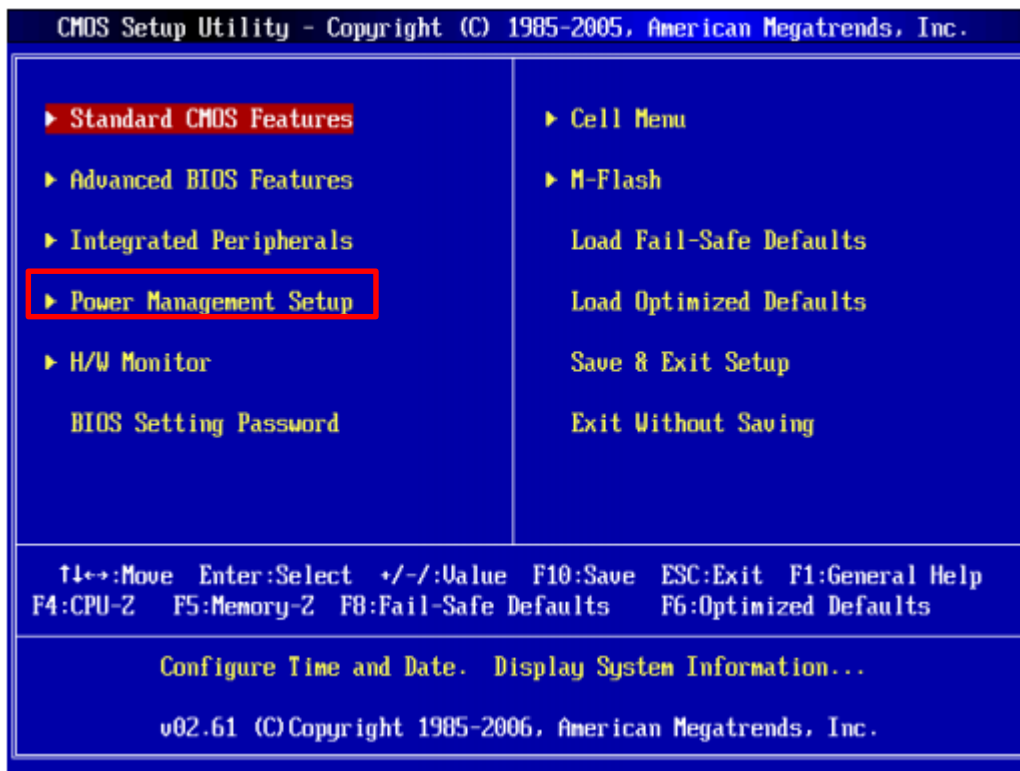 CMOS Setup Utility - Copyright (C) 1985-2005, American Megatrends, Inc.
▶ Standard CMOS Features
▶ Advanced BIOS Features
▶ Integrated Peripherals
▶ Power Management Setup
▶ H/W Monitor
BIOS Setting Password
▶ Cell Menu
▶ M-Flash
Load Fail-Safe Defaults
Load Optimized Defaults
Save & Exit Setup
Exit Without Saving
↑↓←→:Move Enter:Select +/-/:Value F10:Save ESC:Exit F1:General Help
F4:CPU-Z F5:Memory-Z F8:Fail-Safe Defaults F6:Optimized Defaults
Configure Time and Date. Display System Information...
v02.61 (C)Copyright 1985-2006, American Megatrends, Inc.